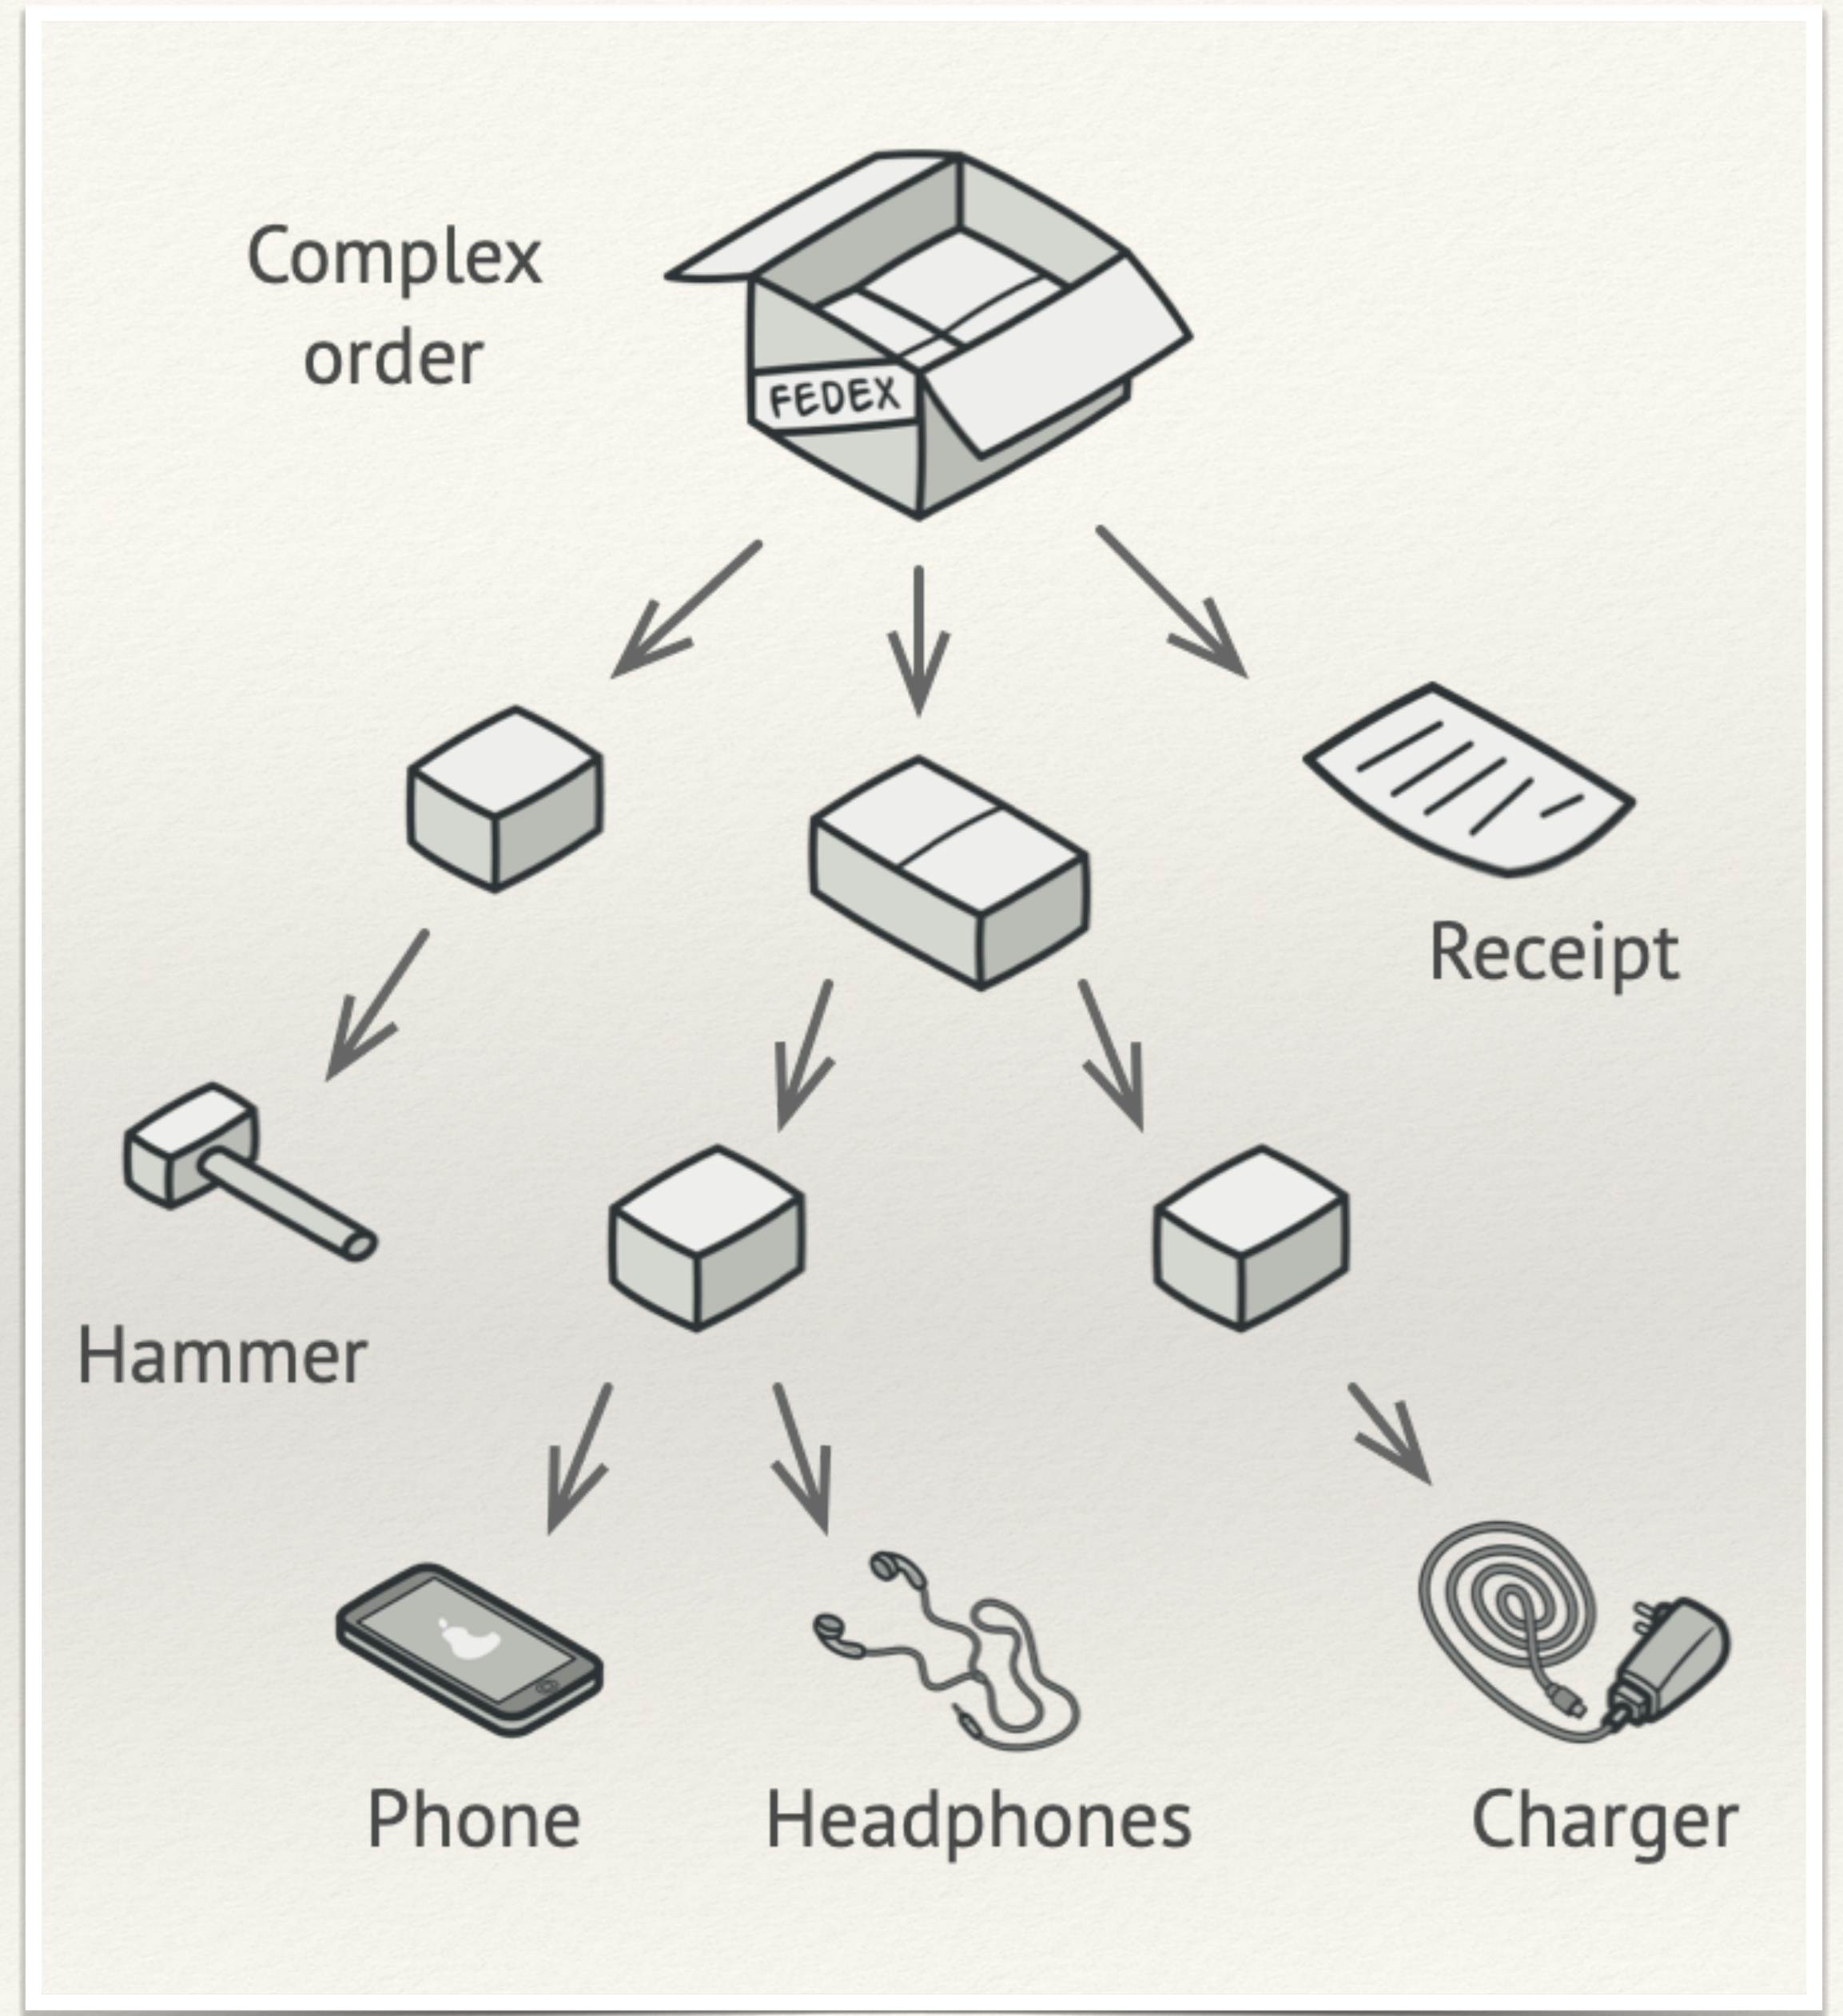 Complex
order
FEDEX
Receipt
Hammer
Phone
Headphones
Charger